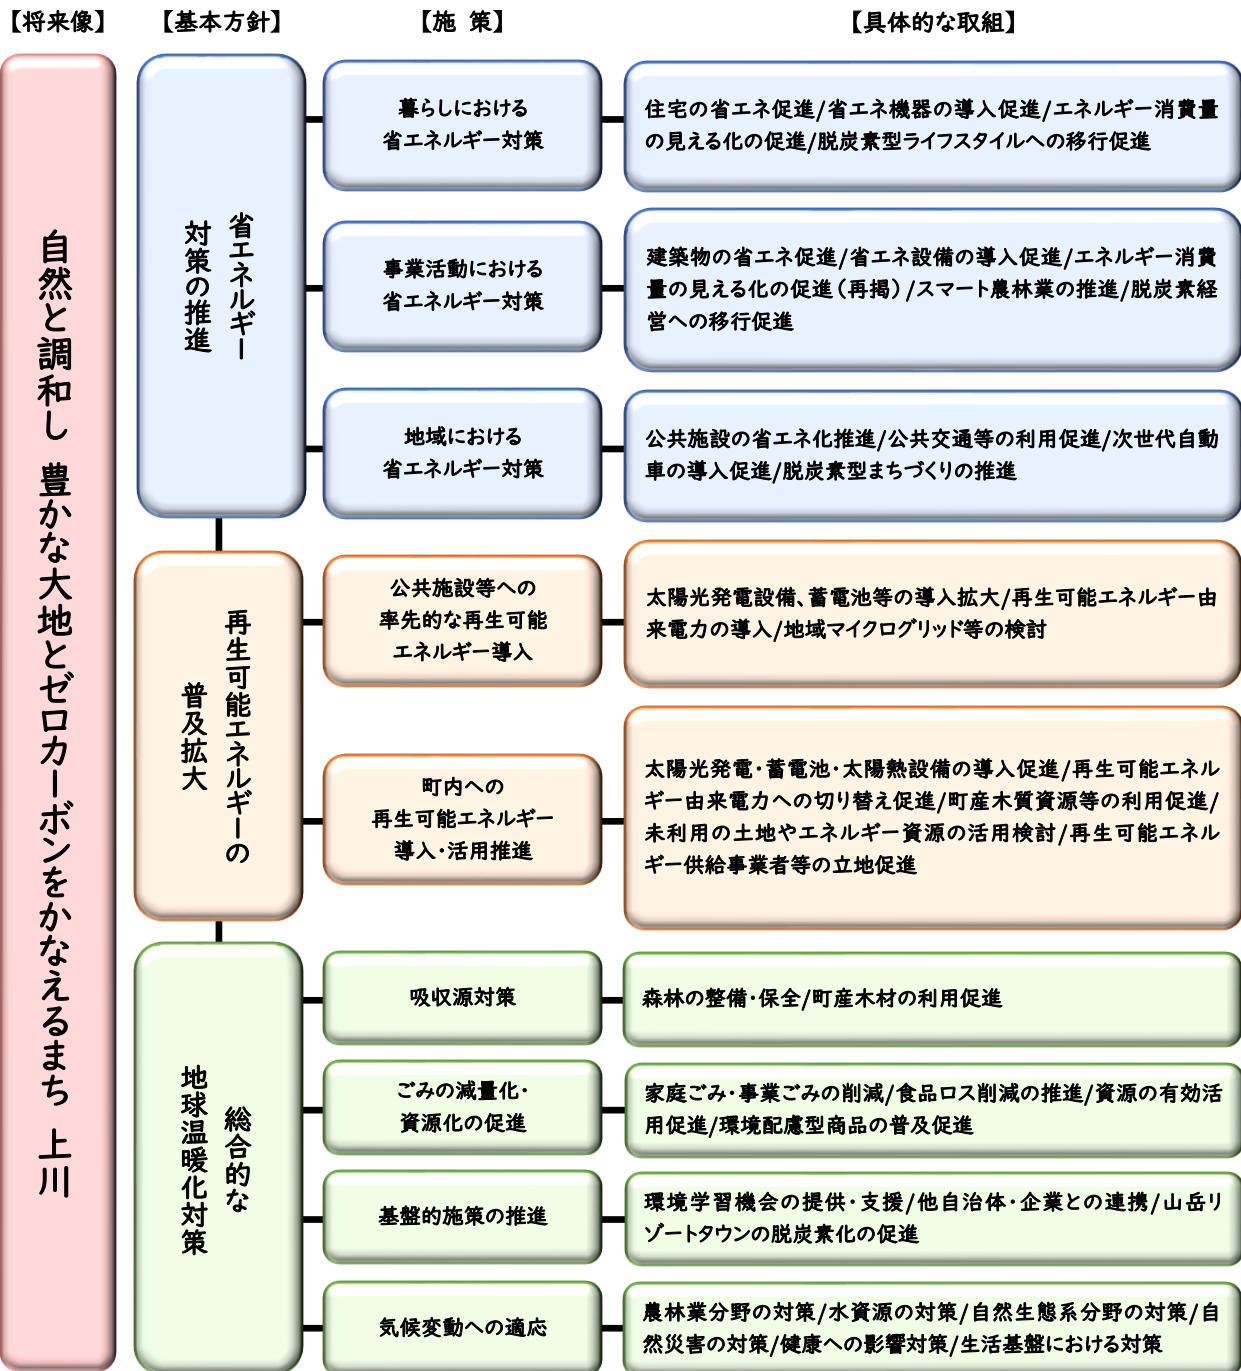 【将来像】 【基本方針】 【施 策】 【具体的な取組】
自然と調和し 豊かな大地とゼロカーボンをかなえるまち 上川
省エネルギー
対策の推進
暮らしにおける
省エネルギー対策
住宅の省エネ促進/省エネ機器の導入促進/エネルギー消費量
の見える化の促進/脱炭素型ライフスタイルへの移行促進
事業活動における
省エネルギー対策
建築物の省エネ促進/省エネ設備の導入促進/エネルギー消費
量の見える化の促進(再掲)/スマート農林業の推進/脱炭素経
営への移行促進
地域における
省エネルギー対策
公共施設の省エネ化推進/公共交通等の利用促進/次世代自動
車の導入促進/脱炭素型まちづくりの推進
再生可能エネルギーの
普及拡大
公共施設等への
率先的な再生可能
エネルギー導入
太陽光発電設備、蓄電池等の導入拡大/再生可能エネルギー由
来電力の導入/地域マイクログリッド等の検討
町内への
再生可能エネルギー
導入・活用推進
太陽光発電・蓄電池・太陽熱設備の導入促進/再生可能エネル
ギー由来電力への切り替え促進/町産木質資源等の利用促進/
未利用の土地やエネルギー資源の活用検討/再生可能エネル
ギー供給事業者等の立地促進
総合的な
地球温暖化対策
吸収源対策
森林の整備・保全/町産木材の利用促進
ごみの減量化・
資源化の促進
家庭ごみ・事業ごみの削減/食品ロス削減の推進/資源の有効活
用促進/環境配慮型商品の普及促進
基盤的施策の推進
環境学習機会の提供・支援/他自治体・企業との連携/山岳リ
ゾートタウンの脱炭素化の促進
気候変動への適応
農林業分野の対策/水資源の対策/自然生態系分野の対策/自
然災害の対策/健康への影響対策/生活基盤における対策